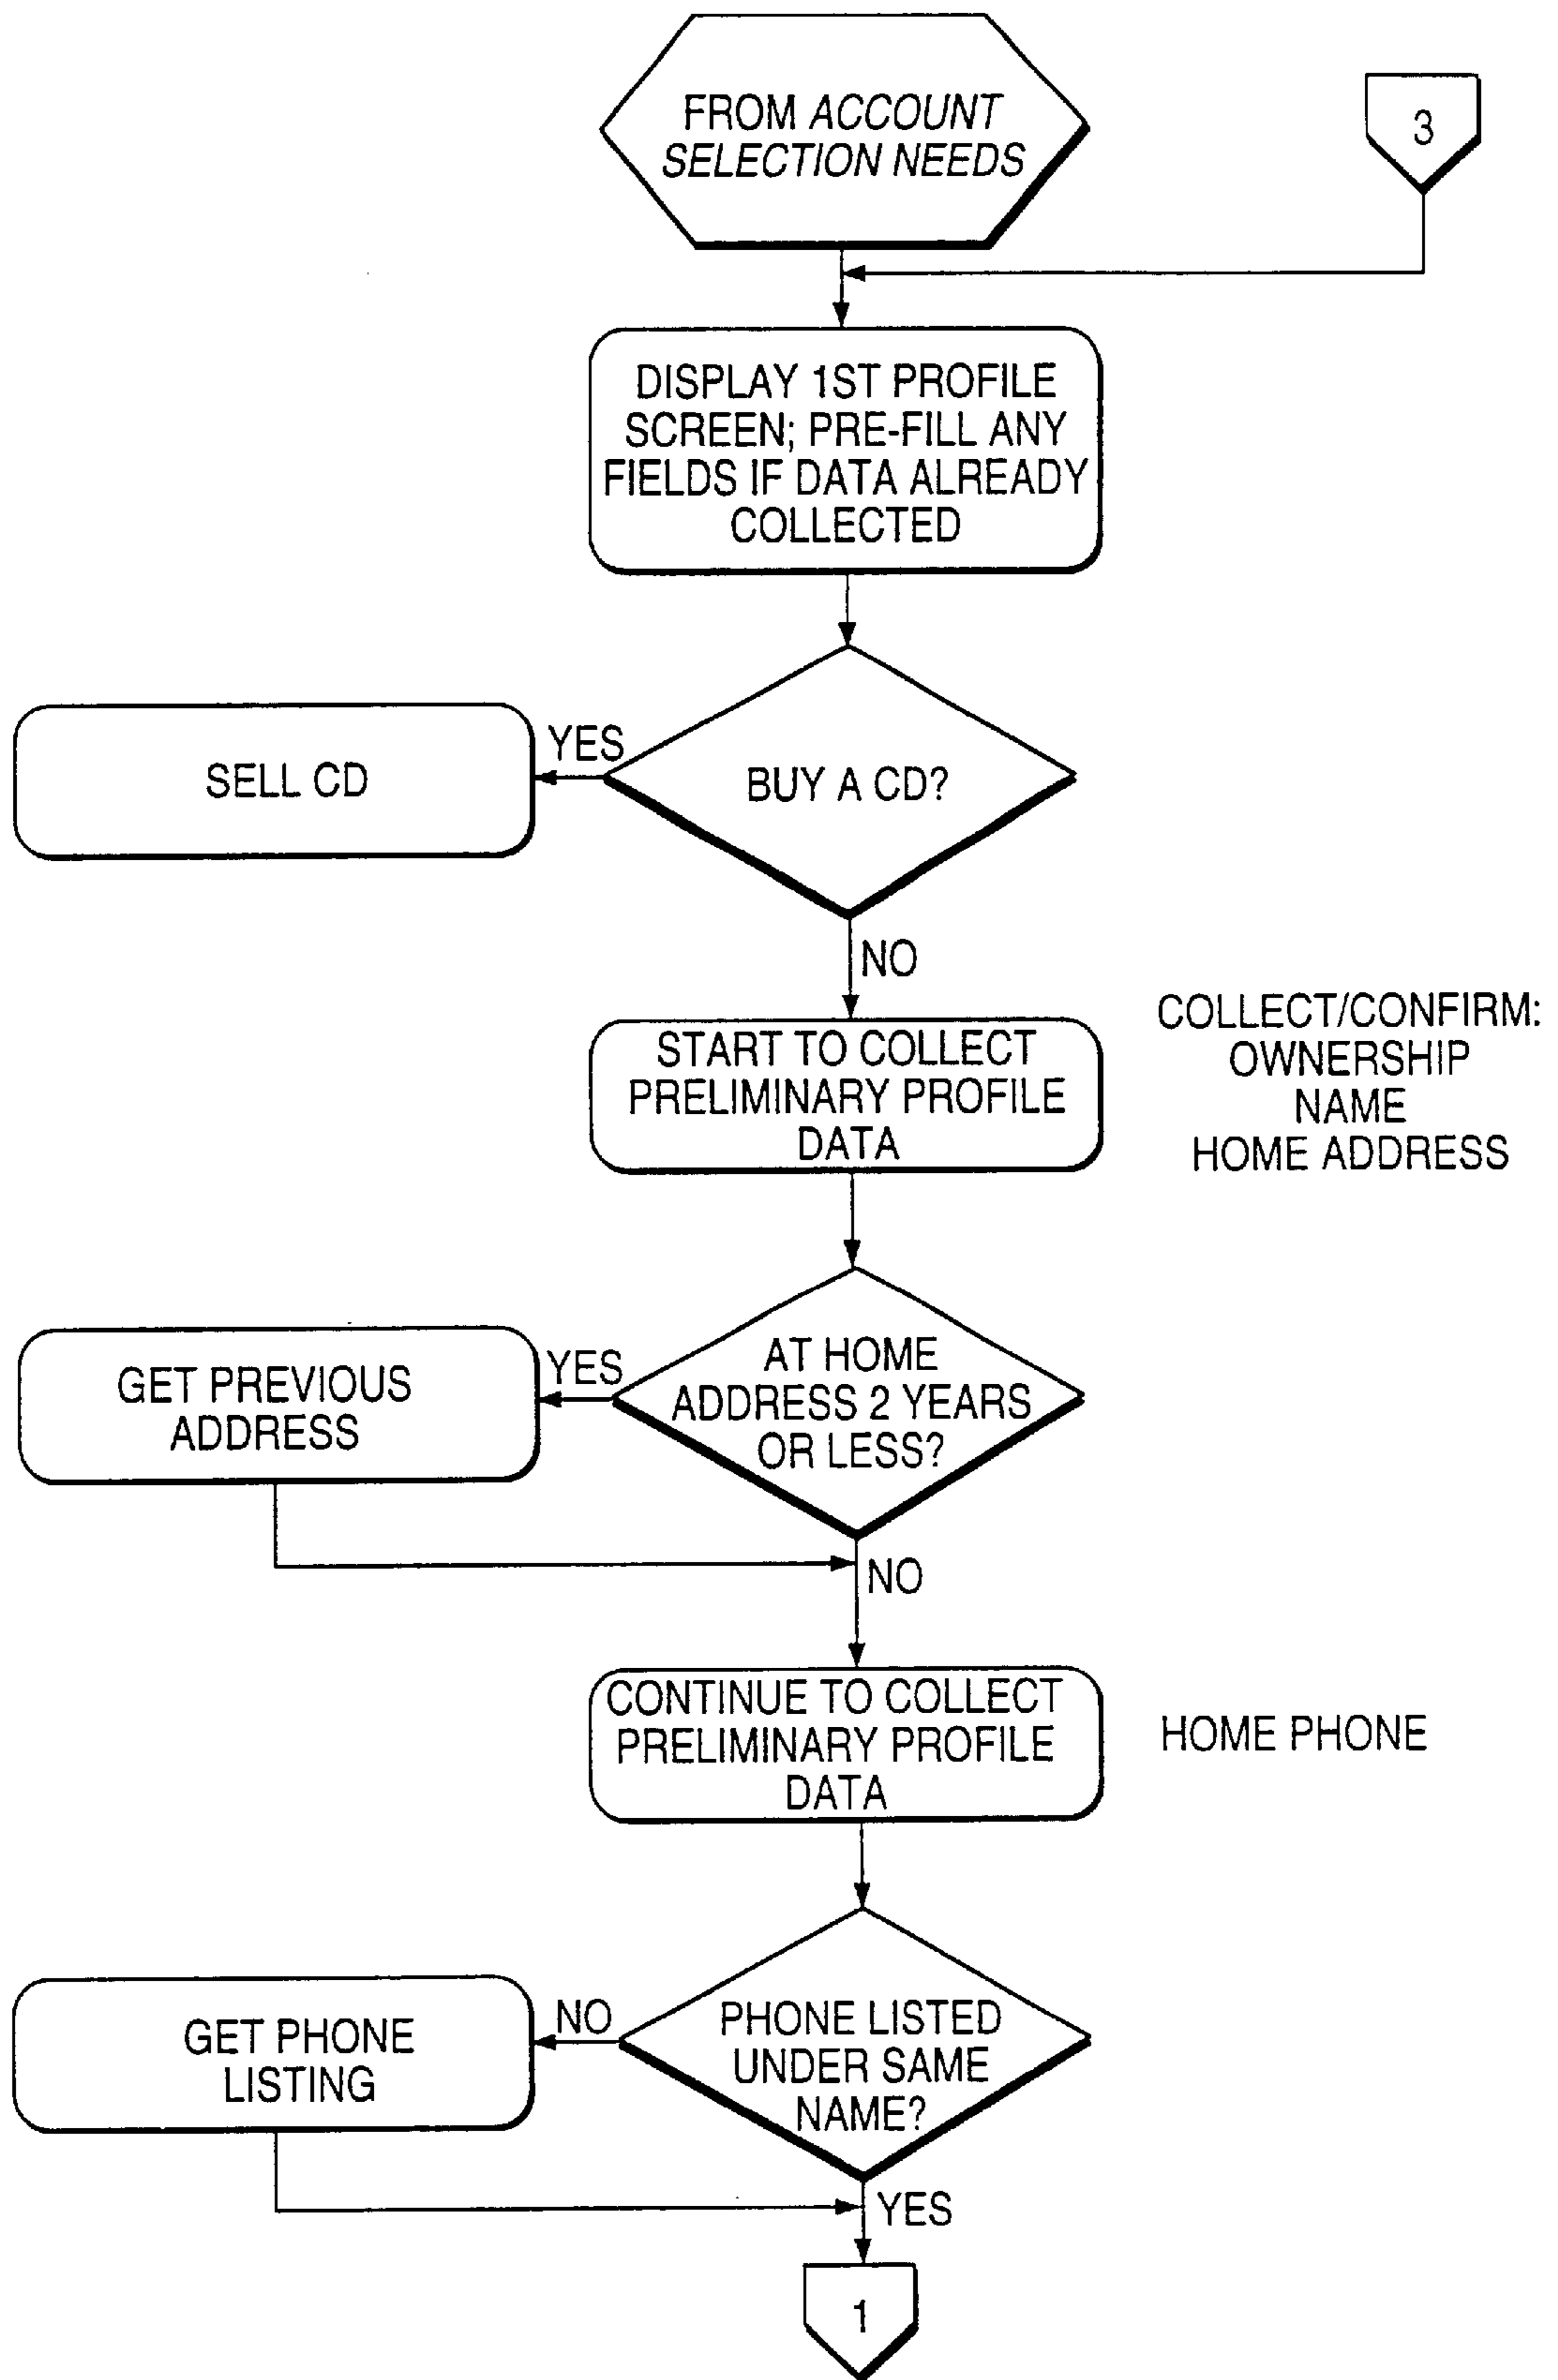 FROM ACCOUNT
SELECTION NEEDS
3
DISPLAY 1ST PROFILE
SCREEN; PRE-FILL ANY
FIELDS IF DATA ALREADY
COLLECTED
BUY A CD?
YES
SELL CD
NO
START TO COLLECT
PRELIMINARY PROFILE
DATA
COLLECT/CONFIRM:
OWNERSHIP
NAME
HOME ADDRESS
AT HOME
ADDRESS 2 YEARS
OR LESS?
YES
GET PREVIOUS
ADDRESS
NO
CONTINUE TO COLLECT
PRELIMINARY PROFILE
DATA
HOME PHONE
PHONE LISTED
UNDER SAME
NAME?
NO
GET PHONE
LISTING
YES
1